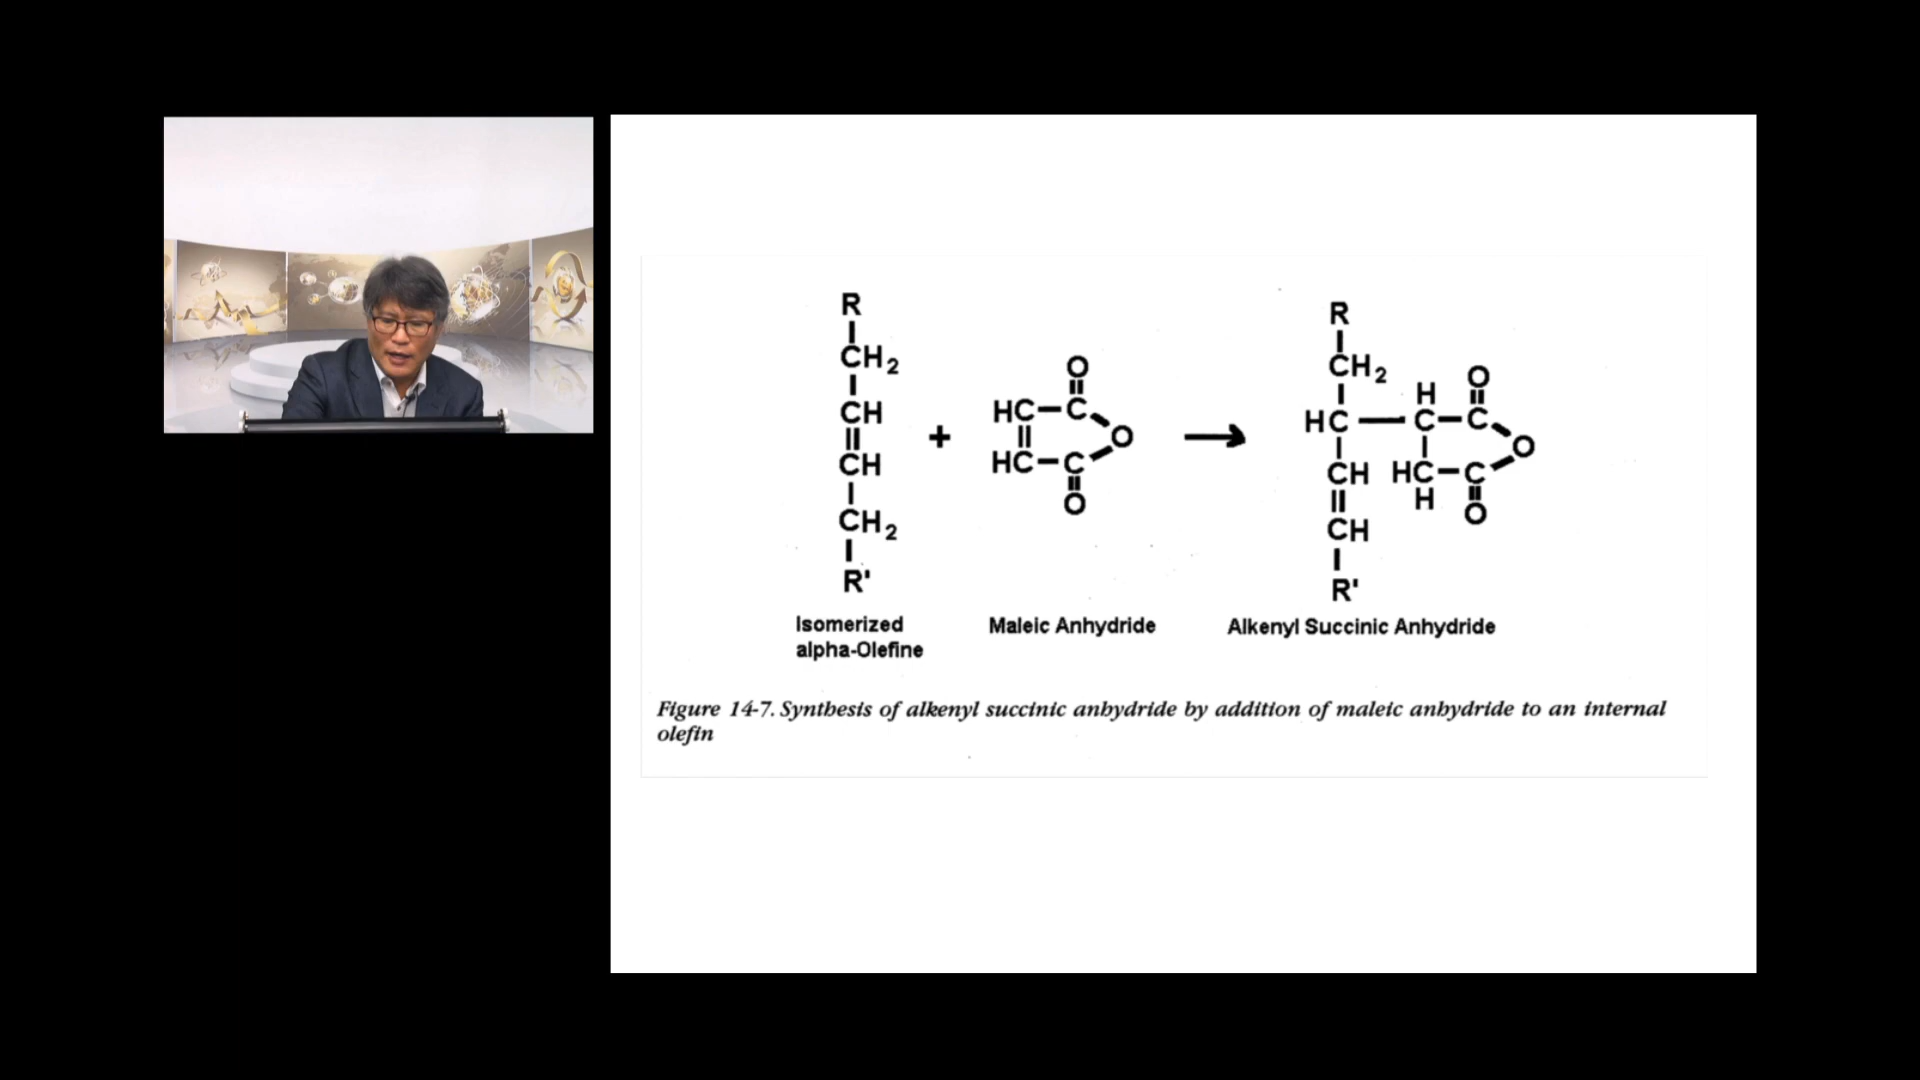 R
CH2
CH
CH
CH2
R'
+
HC C O
HC C O
O
R
CH2
HC C H C O
CH HC C O
H O
CH
R'
Isomerized
alpha-Olefine
Maleic Anhydride
Alkenyl Succinic Anhydride
Figure 14-7. Synthesis of alkenyl succinic anhydride by addition of maleic anhydride to an internal
olefin